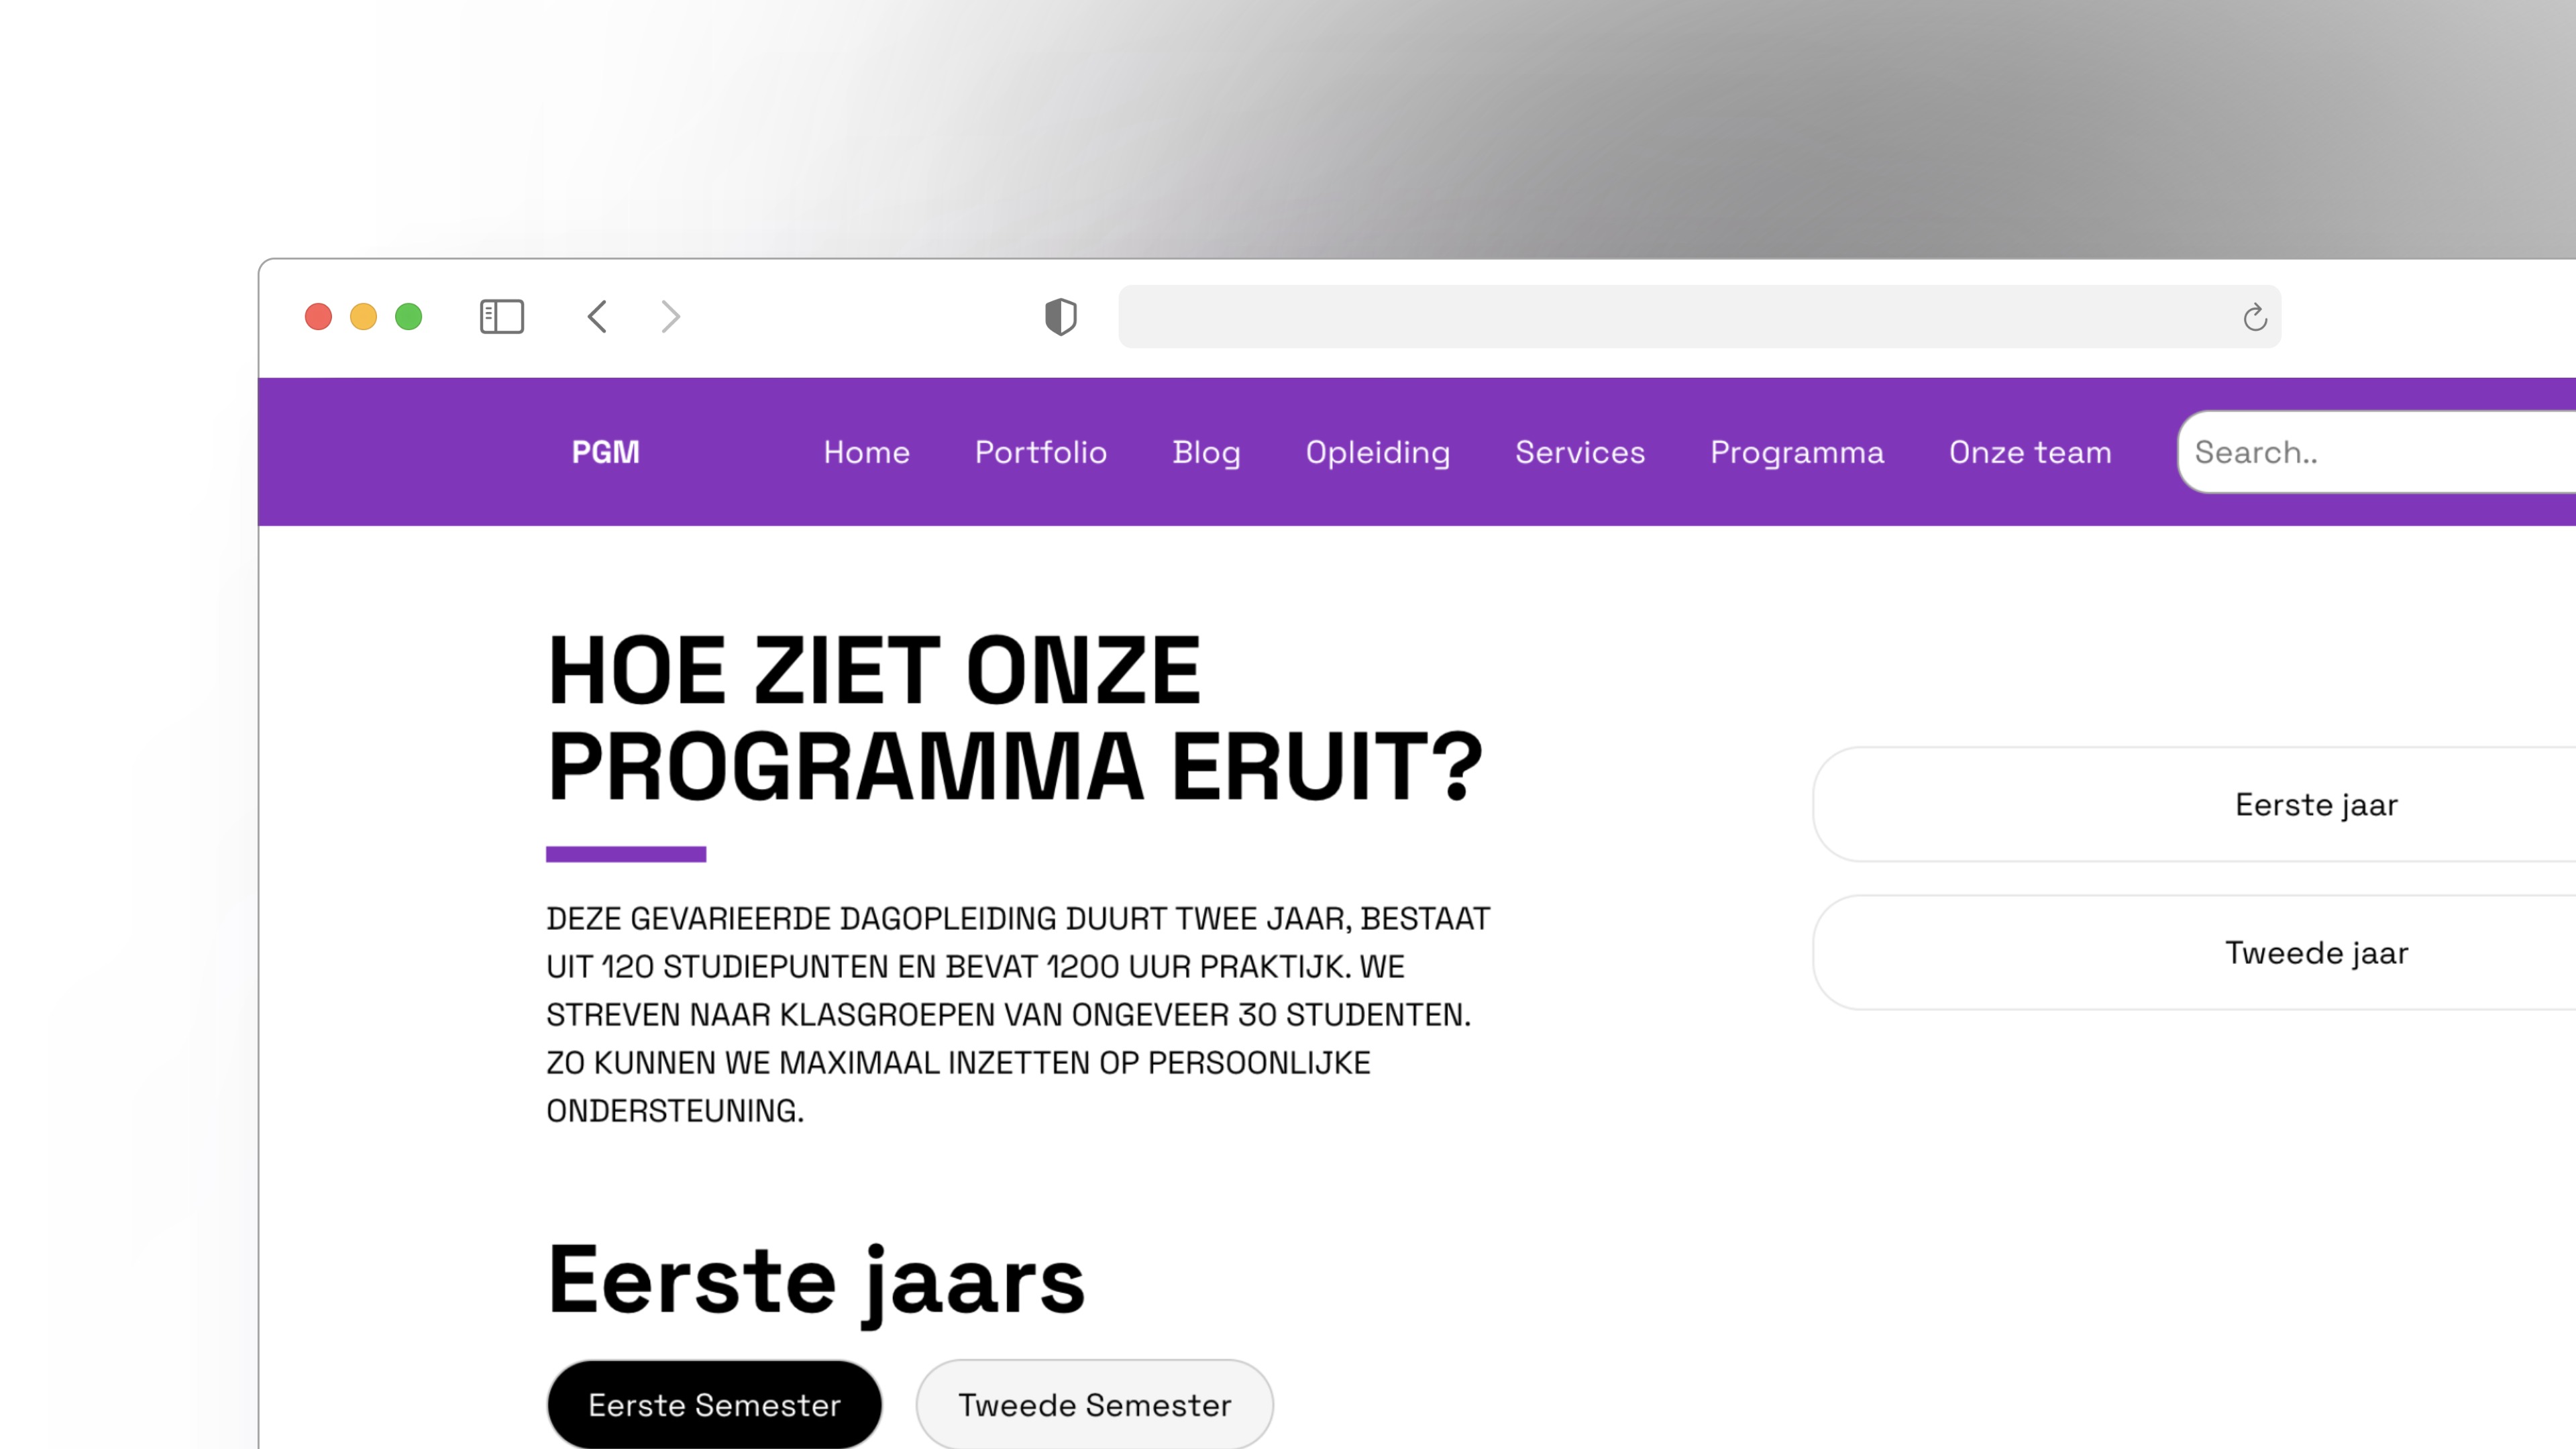 PGM Home Portfolio Blog Opleiding Services Programma Onze team Search..
HOE ZIET ONZE
PROGRAMMA ERUIT?
DEZE GEVARIEERDE DAGOPLEIDING DUURT TWEE JAAR, BESTAAT
UIT 120 STUDIEPUNTEN EN BEVAT 1200 UUR PRAKTIJK. WE
STREVEN NAAR KLASGROEPEN VAN ONGEVEER 30 STUDENTEN.
ZO KUNNEN WE MAXIMAAL INZETTEN OP PERSOONLIJKE
ONDERSTEUNING.
Eerste jaar
Tweede jaar
Eerste jaars
Eerste Semester Tweede Semester